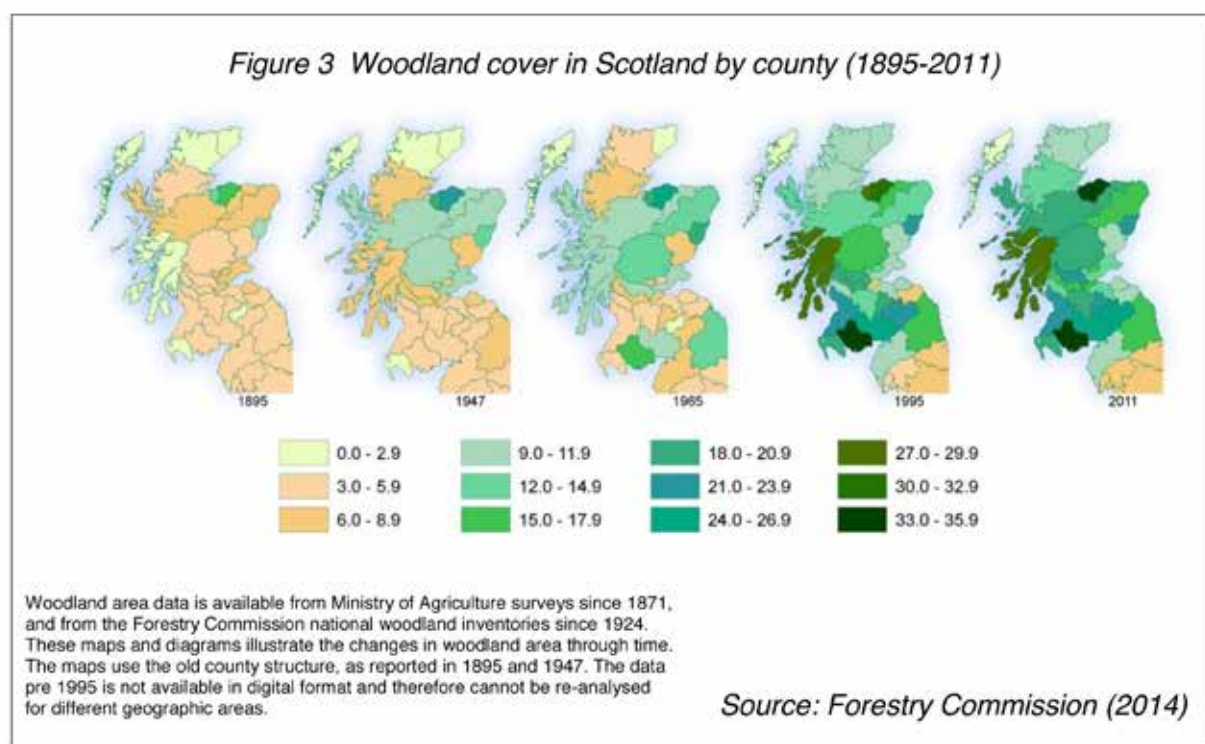 Figure 3 Woodland cover in Scotland by county (1895-2011)
1895
1947
1965
1995
2011
0.0 - 2.9
9.0 - 11.9
18.0 - 20.9
27.0 - 29.9
3.0 - 5.9
12.0 - 14.9
21.0 - 23.9
30.0 - 32.9
6.0 - 8.9
15.0 - 17.9
24.0 - 26.9
33.0 - 35.9
Woodland area data is available from Ministry of Agriculture surveys since 1871,
and from the Forestry Commission national woodland inventories since 1924.
These maps and diagrams illustrate the changes in woodland area through time.
The maps use the old county structure, as reported in 1895 and 1947. The data
pre 1995 is not available in digital format and therefore cannot be re-analysed
for different geographic areas.
Source: Forestry Commission (2014)